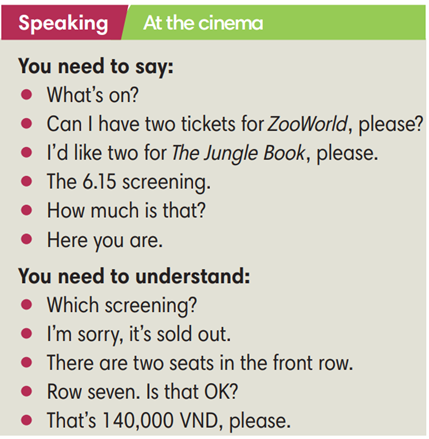 Speaking At the cinema
You need to say:
• What's on?
• Can I have two tickets for ZooWorld, please?
• I'd like two for The Jungle Book, please.
• The 6.15 screening.
• How much is that?
• Here you are.
You need to understand:
• Which screening?
• I'm sorry, it's sold out.
• There are two seats in the front row.
• Row seven. Is that OK?
• That's 140,000 VND, please.